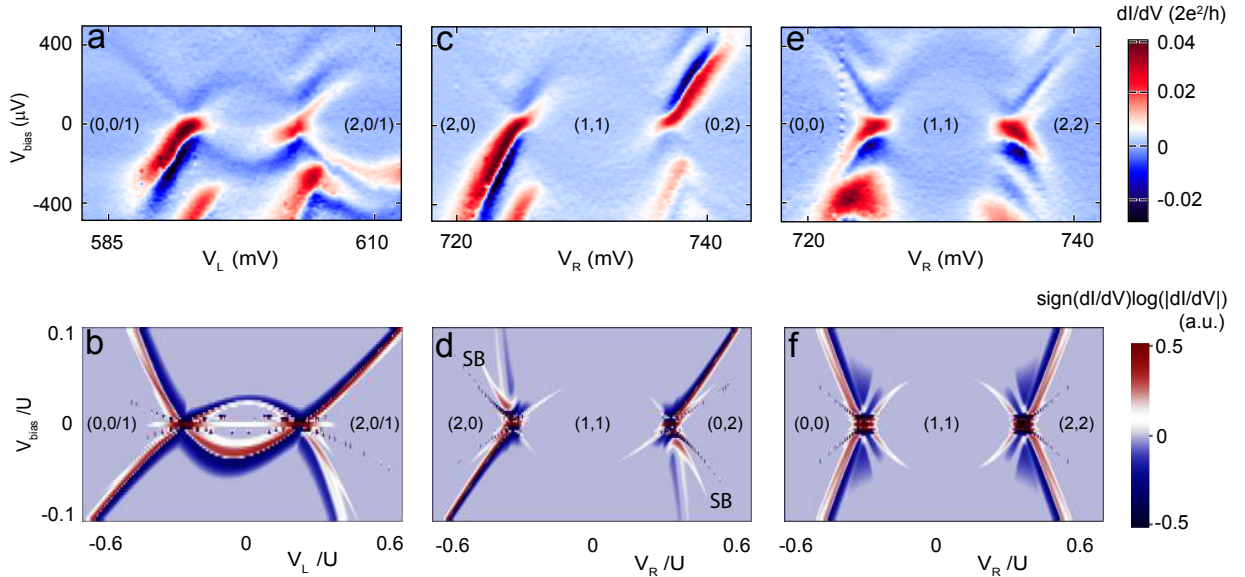 a
c
e
dI/dV (2e²/h)
400
0
-400
V_bias (μV)
(0,0/1)
(2,0/1)
(2,0)
(1,1)
(0,2)
(0,0)
(1,1)
(2,2)
0.04
0.02
0
-0.02
585
610
V_L (mV)
720
740
V_R (mV)
720
740
V_R (mV)
b
d
f
sign(dI/dV)log(|dI/dV|)
(a.u.)
0.1
0
-0.1
V_bias /U
(0,0/1)
(2,0/1)
SB
(2,0)
(1,1)
(0,2)
SB
(0,0)
(1,1)
(2,2)
0.5
0
-0.5
-0.6
0
0.6
V_L /U
-0.6
0
0.6
V_R /U
-0.6
0
0.6
V_R /U